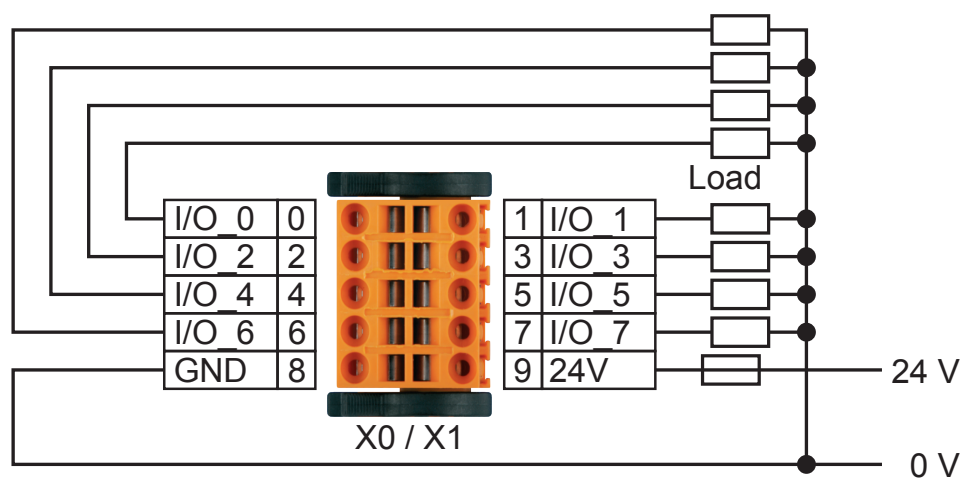 Load
I/O_0 0 1 I/O_1
I/O_2 2 3 I/O_3
I/O_4 4 5 I/O_5
I/O_6 6 7 I/O_7
GND 8 9 24V 24 V
X0 / X1
0 V